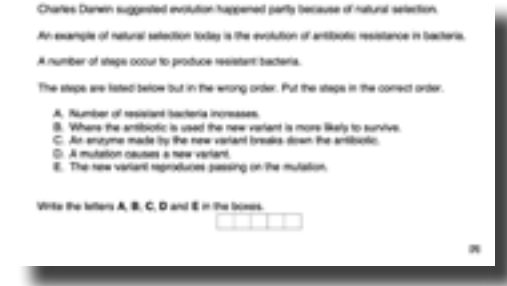 Charles Darwin suggested evolution happened partly because of natural selection.
An example of natural selection today is the evolution of antibiotic resistance in bacteria.
A number of steps occur to produce resistant bacteria.
The steps are listed below but in the wrong order. Put the steps in the correct order.
A. Number of resistant bacteria increases.
B. Where the antibiotic is used the new variant is more likely to survive.
C. An enzyme made by the new variant breaks down the antibiotic.
D. A mutation causes a new variant.
E. The new variant reproduces passing on the mutation.
Write the letters A, B, C, D and E in the boxes.